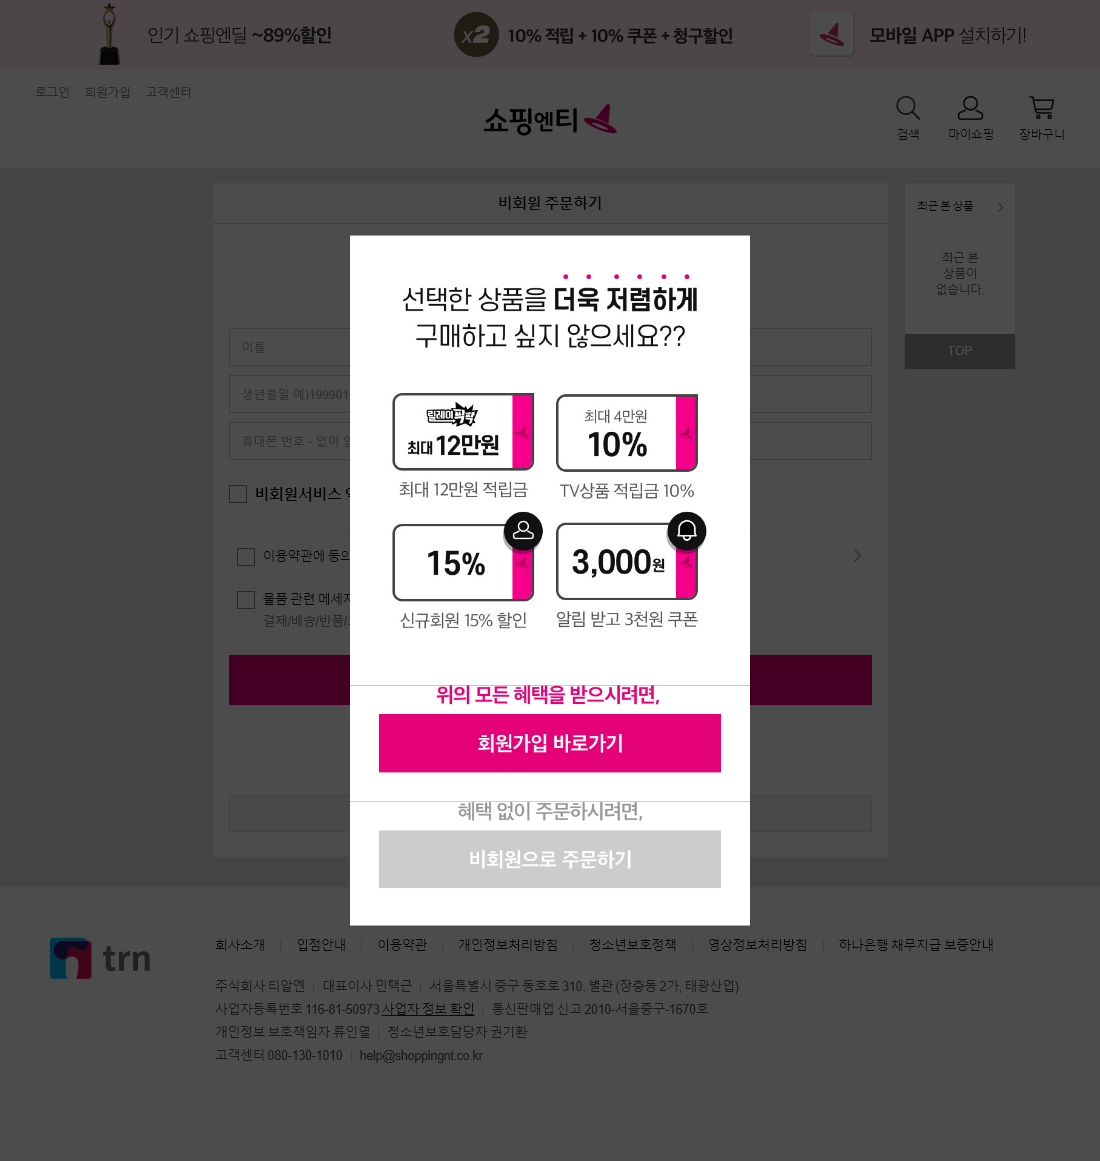 인기 쇼핑엔딜 ~89%할인
x2 10% 적립 + 10% 쿠폰 + 청구할인
모바일 APP 설치하기!
로그인 회원가입 고객센터
쇼핑엔티
검색 마이쇼핑 장바구니
비회원 주문하기
최근 본 상품
최근 본
상품이
없습니다.
TOP
이름
생년월일 예)199901
휴대폰 번호 - 없이
비회원서비스
이용약관에 동의
물품 관련 메세지
결제/배송/반품/
선택한 상품을 더욱 저렴하게
구매하고 싶지 않으세요??
릴레이팡팡
최대 12만원
최대 12만원 적립금
최대 4만원
10%
TV상품 적립금 10%
15%
신규회원 15% 할인
3,000원
알림 받고 3천원 쿠폰
위의 모든 혜택을 받으시려면,
회원가입 바로가기
혜택 없이 주문하시려면,
비회원으로 주문하기
trn
회사소개 입점안내 이용약관 개인정보처리방침 청소년보호정책 영상정보처리방침 하나은행 채무지급 보증안내
주식회사 티알엔 대표이사 민택근 서울특별시 중구 동호로 310, 별관 (장충동 2가, 태광산업)
사업자등록번호 116-81-50973 사업자 정보 확인 통신판매업 신고 2010-서울중구-1670호
개인정보 보호책임자 류인열 청소년보호담당자 권기환
고객센터 080-130-1010 help@shoppingnt.co.kr